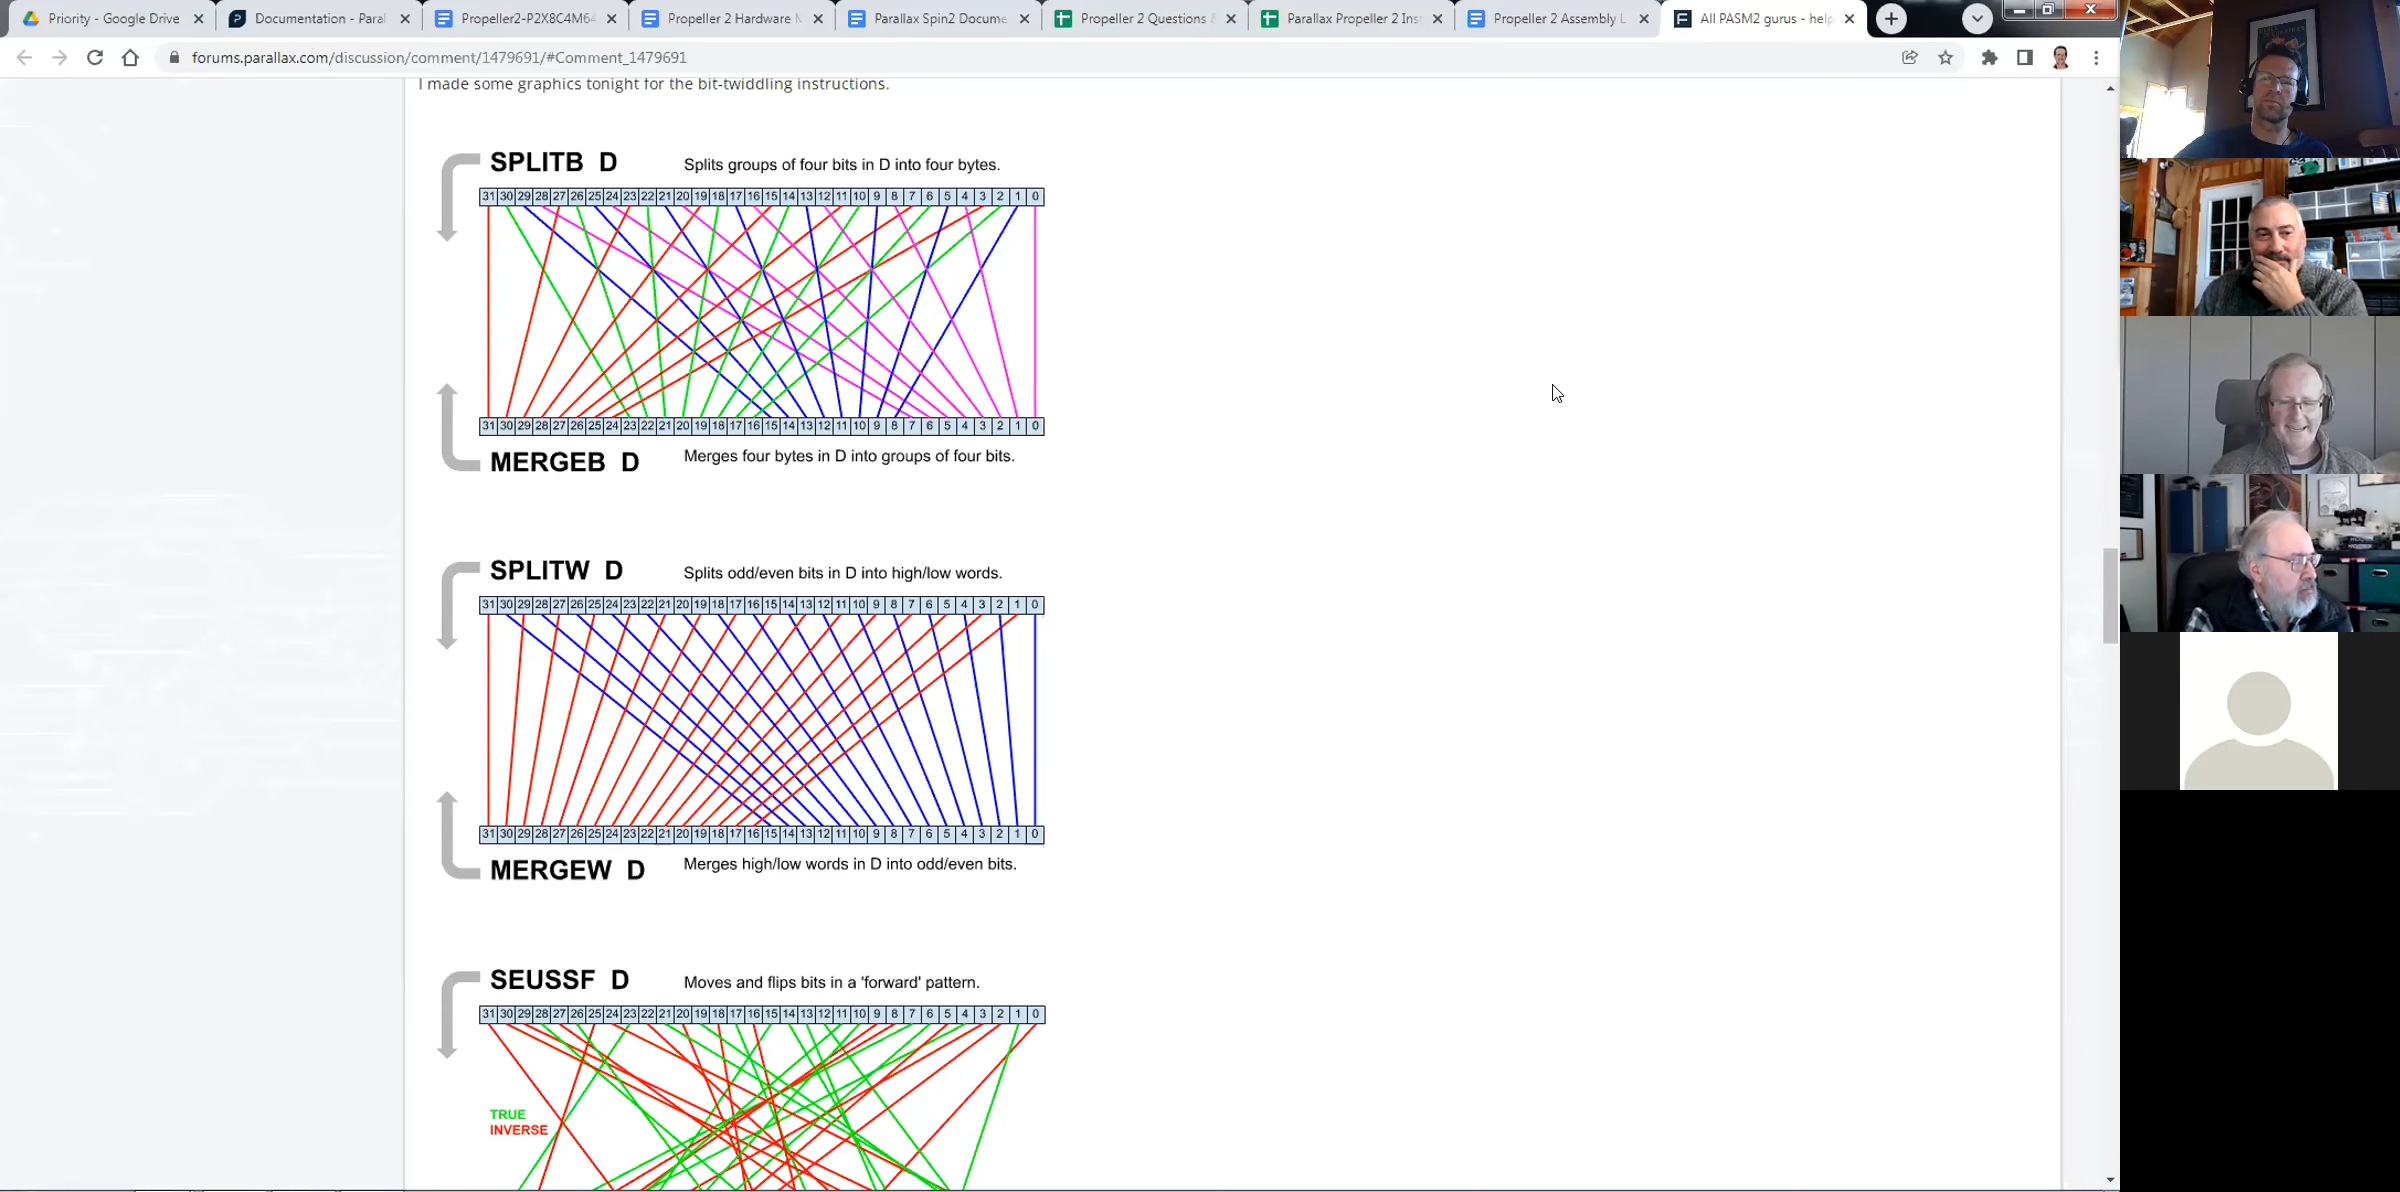 Priority - Google Drive
Documentation - Paral
Propeller2-P2X8C4M64
Propeller 2 Hardware M
Parallax Spin2 Docume
Propeller 2 Questions &
Parallax Propeller 2 Inst
Propeller 2 Assembly L
All PASM2 gurus - help
forums.parallax.com/discussion/comment/1479691/#Comment_1479691
I made some graphics tonight for the bit-twiddling instructions.
SPLITB D
Splits groups of four bits in D into four bytes.
31 30 29 28 27 26 25 24 23 22 21 20 19 18 17 16 15 14 13 12 11 10 9 8 7 6 5 4 3 2 1 0
31 30 29 28 27 26 25 24 23 22 21 20 19 18 17 16 15 14 13 12 11 10 9 8 7 6 5 4 3 2 1 0
MERGEB D
Merges four bytes in D into groups of four bits.
SPLITW D
Splits odd/even bits in D into high/low words.
31 30 29 28 27 26 25 24 23 22 21 20 19 18 17 16 15 14 13 12 11 10 9 8 7 6 5 4 3 2 1 0
31 30 29 28 27 26 25 24 23 22 21 20 19 18 17 16 15 14 13 12 11 10 9 8 7 6 5 4 3 2 1 0
MERGEW D
Merges high/low words in D into odd/even bits.
SEUSSF D
Moves and flips bits in a 'forward' pattern.
31 30 29 28 27 26 25 24 23 22 21 20 19 18 17 16 15 14 13 12 11 10 9 8 7 6 5 4 3 2 1 0
TRUE
INVERSE